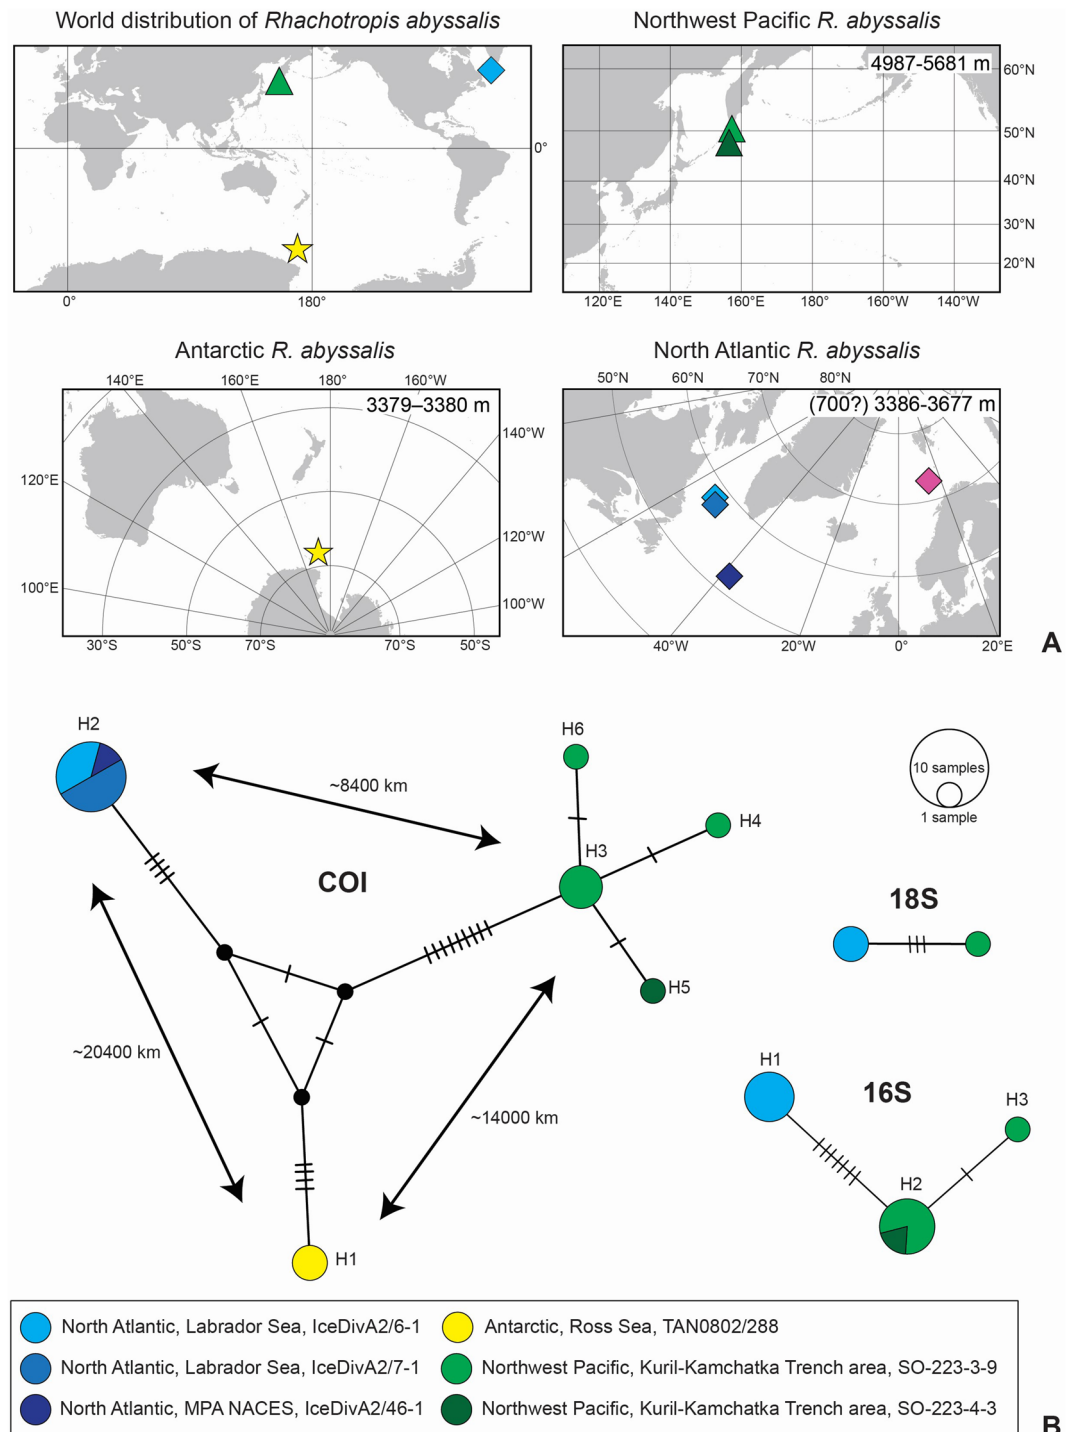 World distribution of Rhachotropis abyssalis
0°
0°
180°
Northwest Pacific R. abyssalis
4987-5681 m
60°N
50°N
40°N
30°N
20°N
120°E 140°E 160°E 180° 160°W 140°W
Antarctic R. abyssalis
140°E 160°E 180° 160°W
3379–3380 m
140°W
120°E
120°W
100°E
100°W
30°S 50°S 70°S 70°S 50°S
North Atlantic R. abyssalis
50°N 60°N 70°N 80°N
(700?) 3386-3677 m
40°W 20°W 0° 20°E
A
H2
~8400 km
H6
H4
H3
H5
COI
~20400 km
~14000 km
H1
10 samples
1 sample
18S
16S
H1
H3
H2
North Atlantic, Labrador Sea, IceDivA2/6-1
North Atlantic, Labrador Sea, IceDivA2/7-1
North Atlantic, MPA NACES, IceDivA2/46-1
Antarctic, Ross Sea, TAN0802/288
Northwest Pacific, Kuril-Kamchatka Trench area, SO-223-3-9
Northwest Pacific, Kuril-Kamchatka Trench area, SO-223-4-3
B